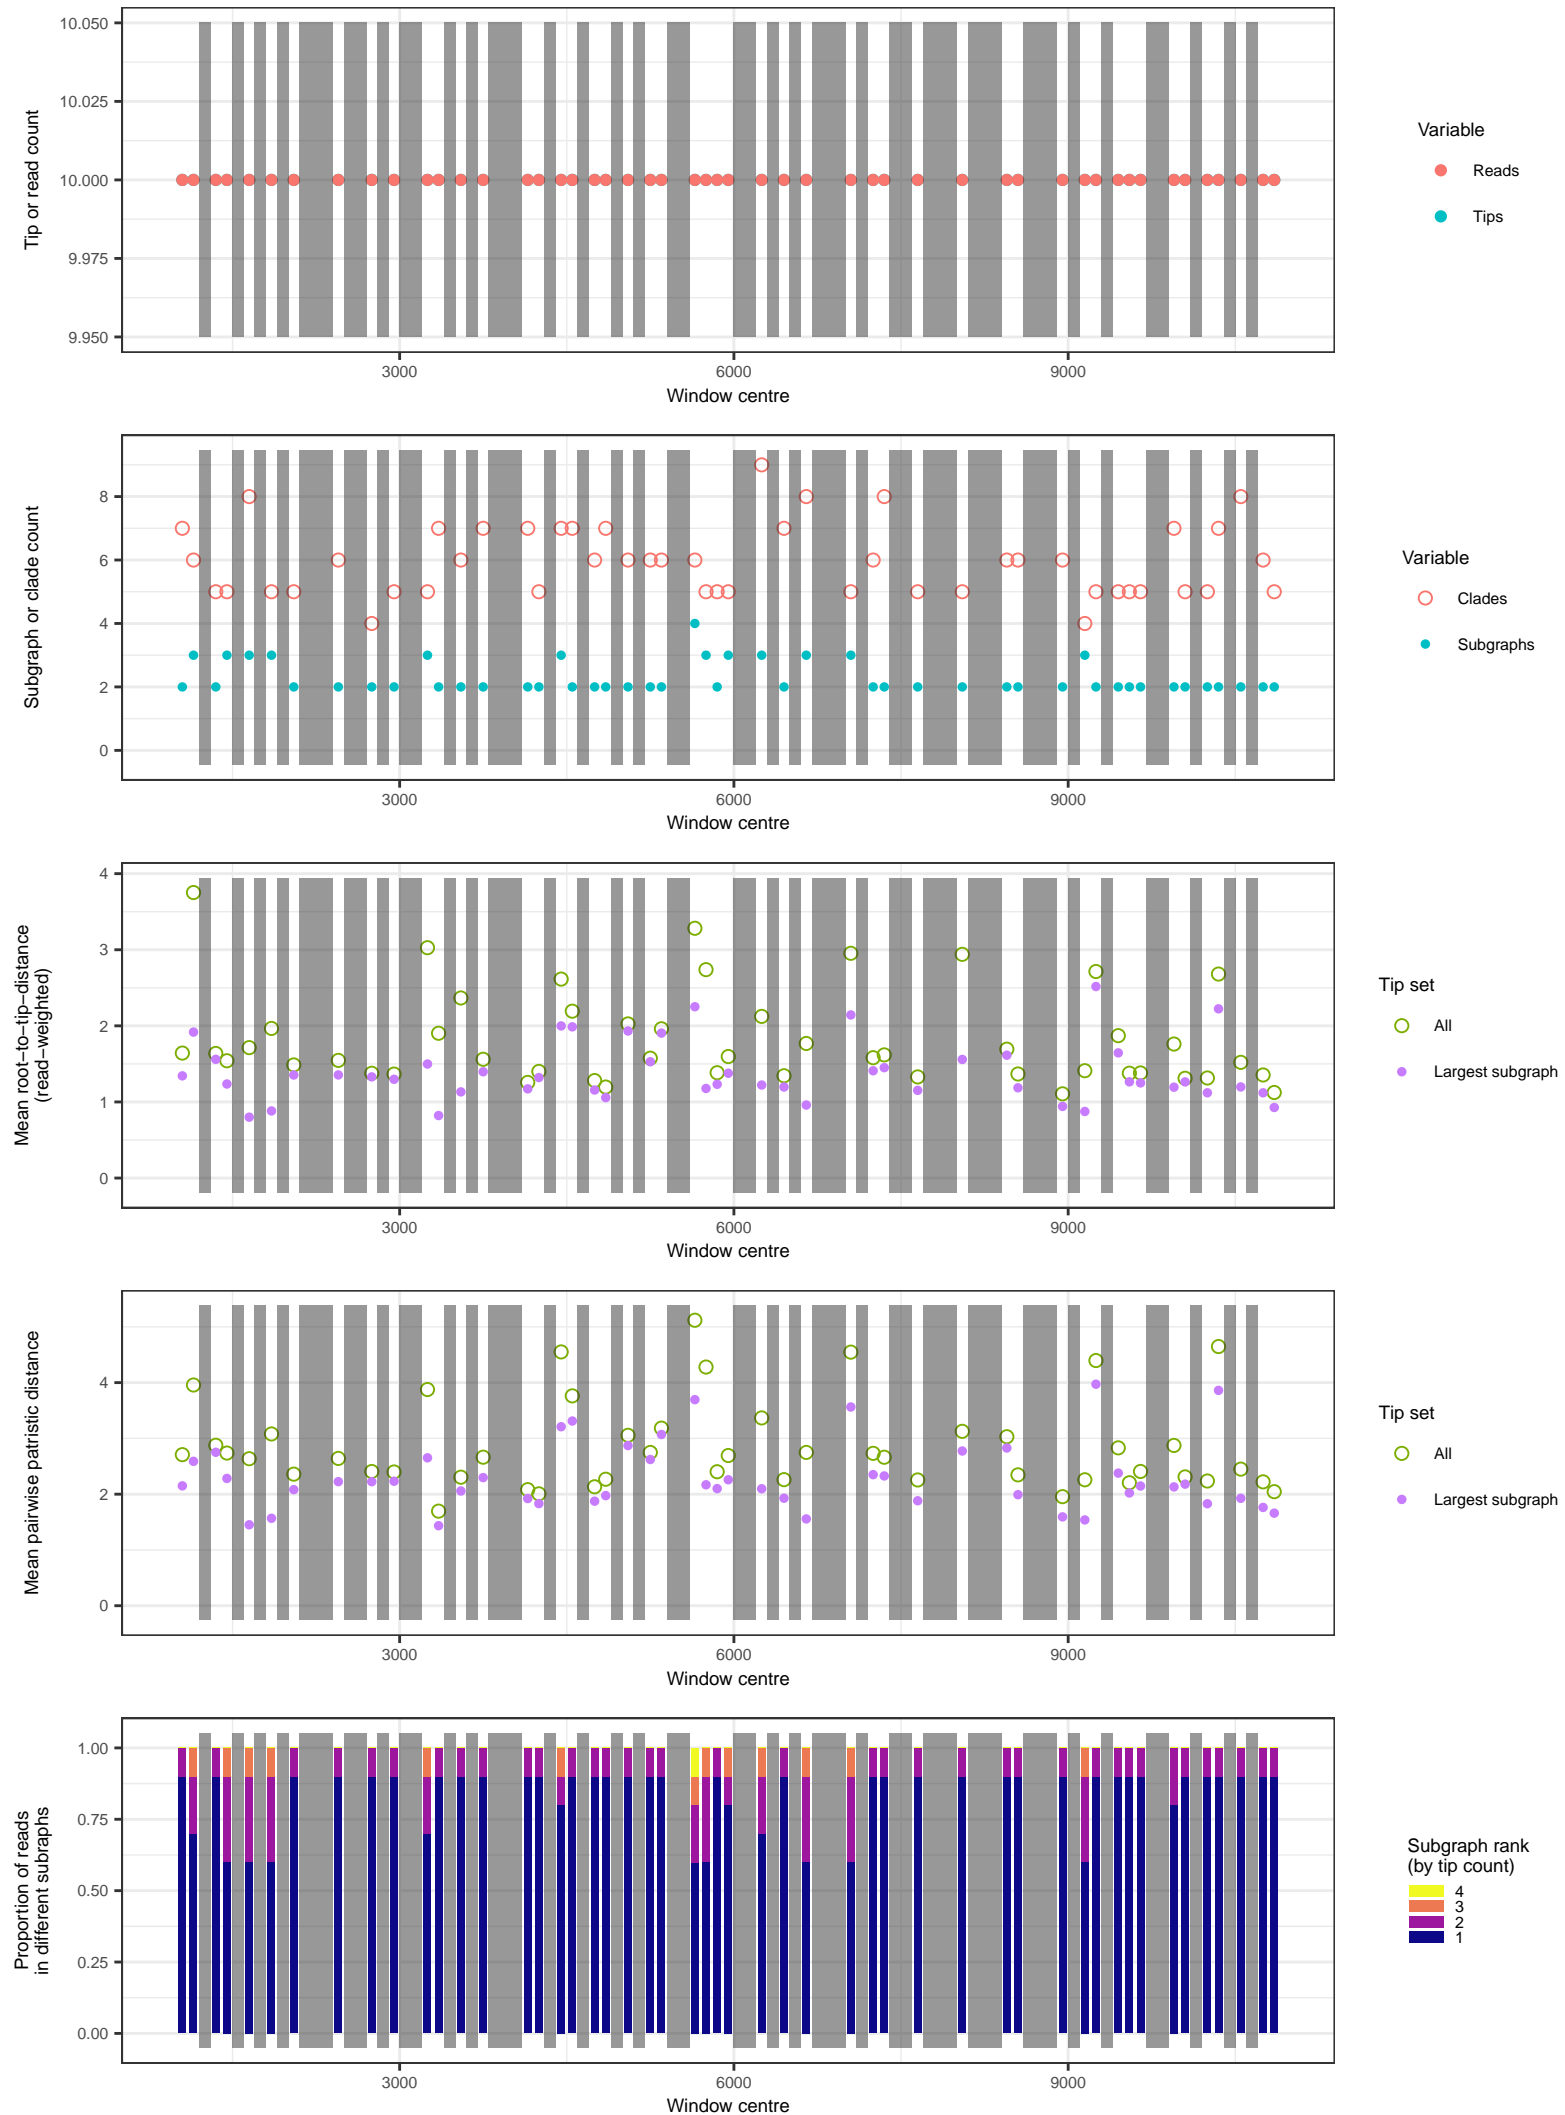 10.050
10.025
10.000
9.975
9.950
Tip or read count
3000
6000
9000
Window centre
Variable
Reads
Tips
8
6
4
2
0
Subgraph or clade count
3000
6000
9000
Window centre
Variable
Clades
Subgraphs
4
3
2
1
0
Mean root−to−tip−distance
(read−weighted)
3000
6000
9000
Window centre
Tip set
All
Largest subgraph
4
2
0
Mean pairwise patristic distance
3000
6000
9000
Window centre
Tip set
All
Largest subgraph
1.00
0.75
0.50
0.25
0.00
Proportion of reads
in different subraphs
3000
6000
9000
Window centre
Subgraph rank
(by tip count)
4
3
2
1